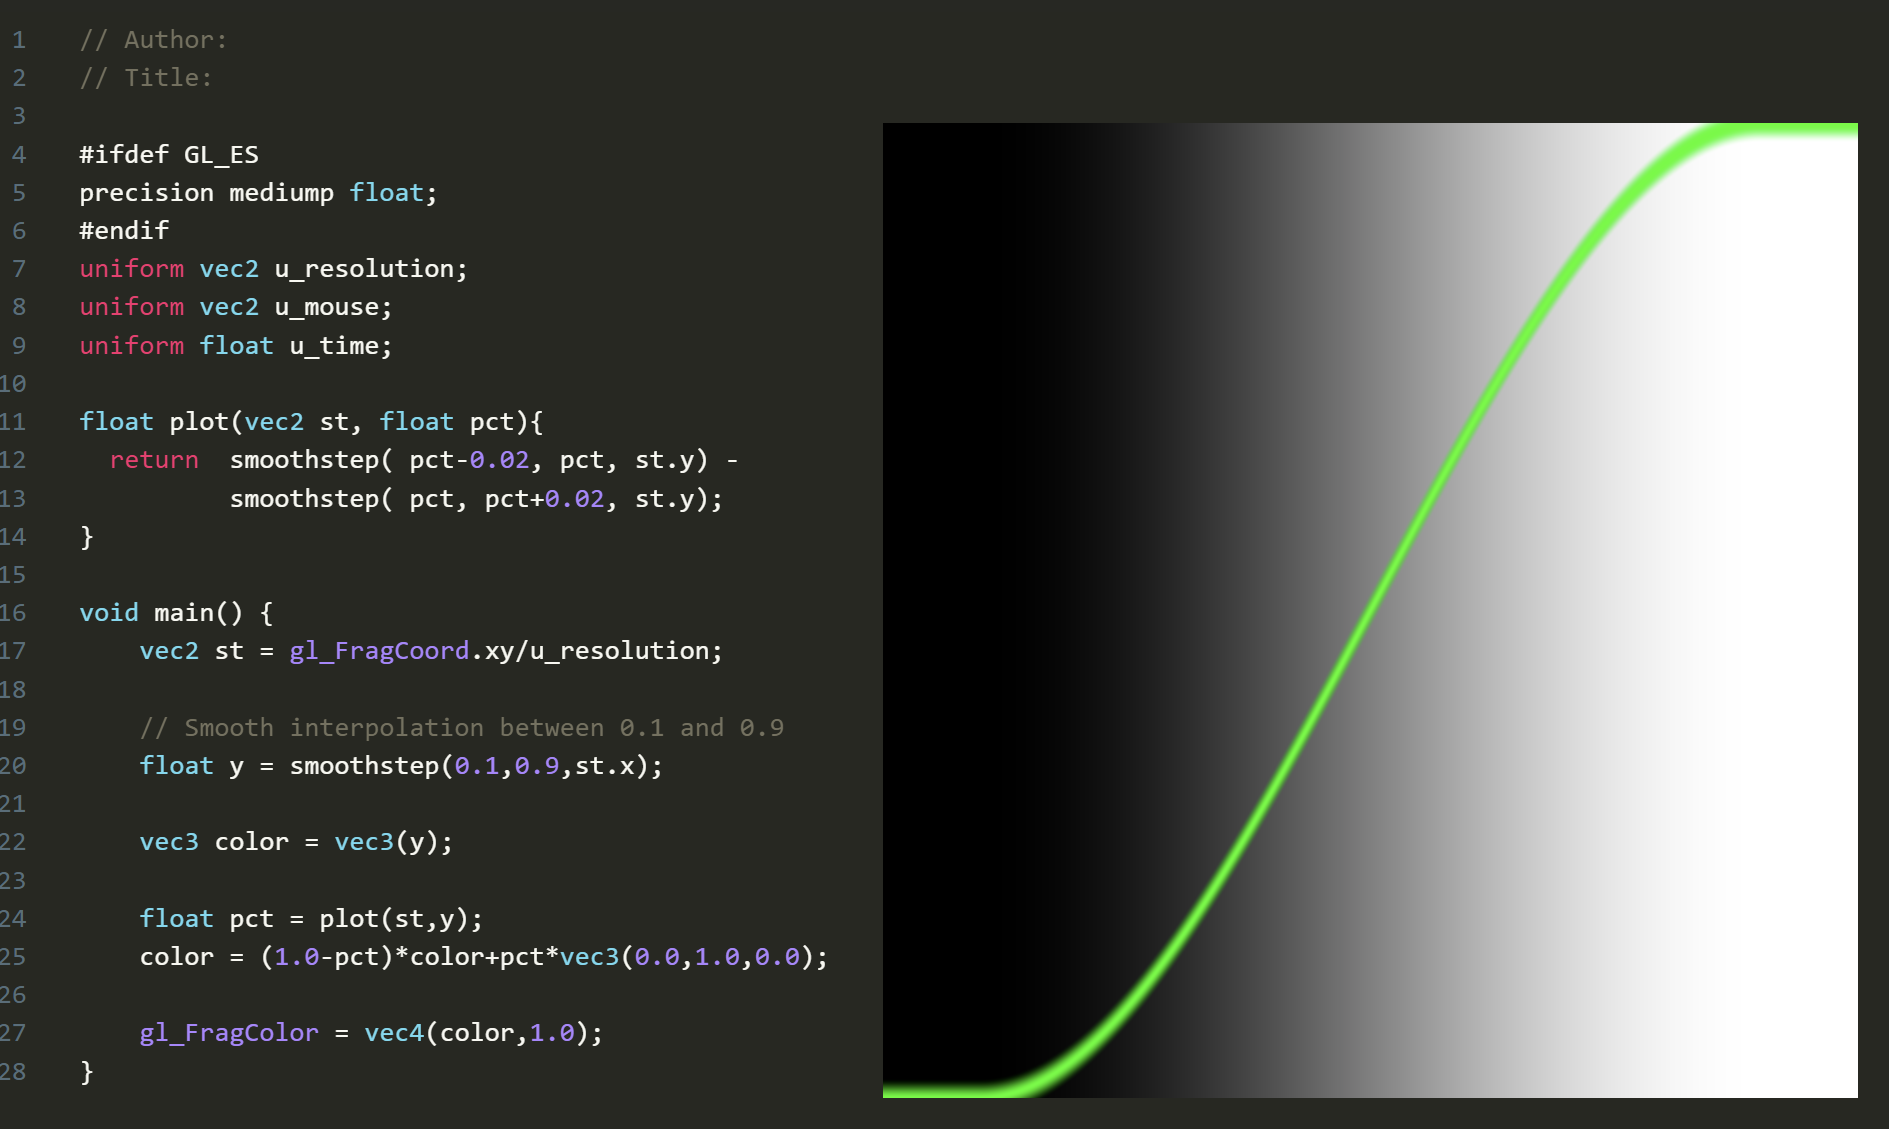 1 // Author:
2 // Title:
3
4 #ifdef GL_ES
5 precision mediump float;
6 #endif
7 uniform vec2 u_resolution;
8 uniform vec2 u_mouse;
9 uniform float u_time;
10
11 float plot(vec2 st, float pct){
12   return  smoothstep( pct-0.02, pct, st.y) -
13           smoothstep( pct, pct+0.02, st.y);
14 }
15
16 void main() {
17     vec2 st = gl_FragCoord.xy/u_resolution;
18
19     // Smooth interpolation between 0.1 and 0.9
20     float y = smoothstep(0.1,0.9,st.x);
21
22     vec3 color = vec3(y);
23
24     float pct = plot(st,y);
25     color = (1.0-pct)*color+pct*vec3(0.0,1.0,0.0);
26
27     gl_FragColor = vec4(color,1.0);
28 }